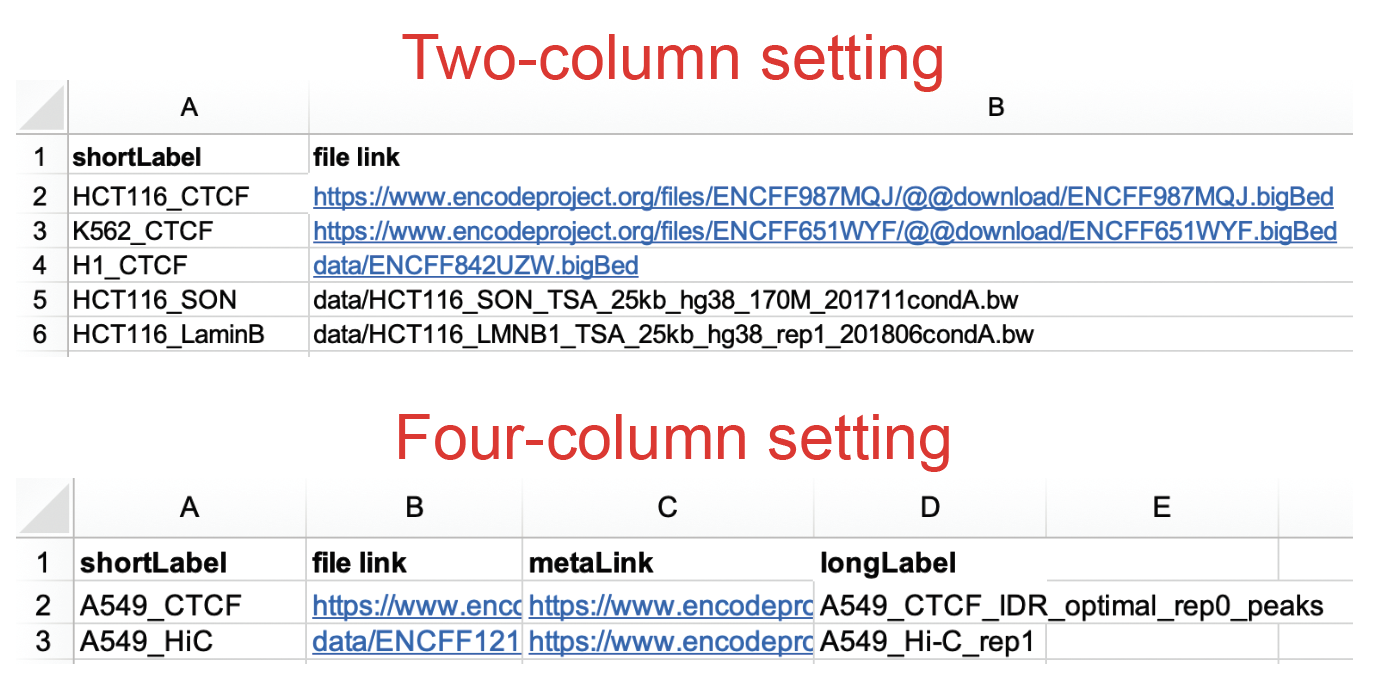 Two-column setting
A B
1 shortLabel file link
2 HCT116_CTCF https://www.encodeproject.org/files/ENCFF987MQJ/@@download/ENCFF987MQJ.bigBed
3 K562_CTCF https://www.encodeproject.org/files/ENCFF651WYF/@@download/ENCFF651WYF.bigBed
4 H1_CTCF data/ENCFF842UZW.bigBed
5 HCT116_SON data/HCT116_SON_TSA_25kb_hg38_170M_201711condA.bw
6 HCT116_LaminB data/HCT116_LMNB1_TSA_25kb_hg38_rep1_201806condA.bw
Four-column setting
A B C D E
1 shortLabel file link metaLink longLabel
2 A549_CTCF https://www.enco https://www.encodepro A549_CTCF_IDR_optimal_rep0_peaks
3 A549_HiC data/ENCFF121 https://www.encodepro A549_Hi-C_rep1